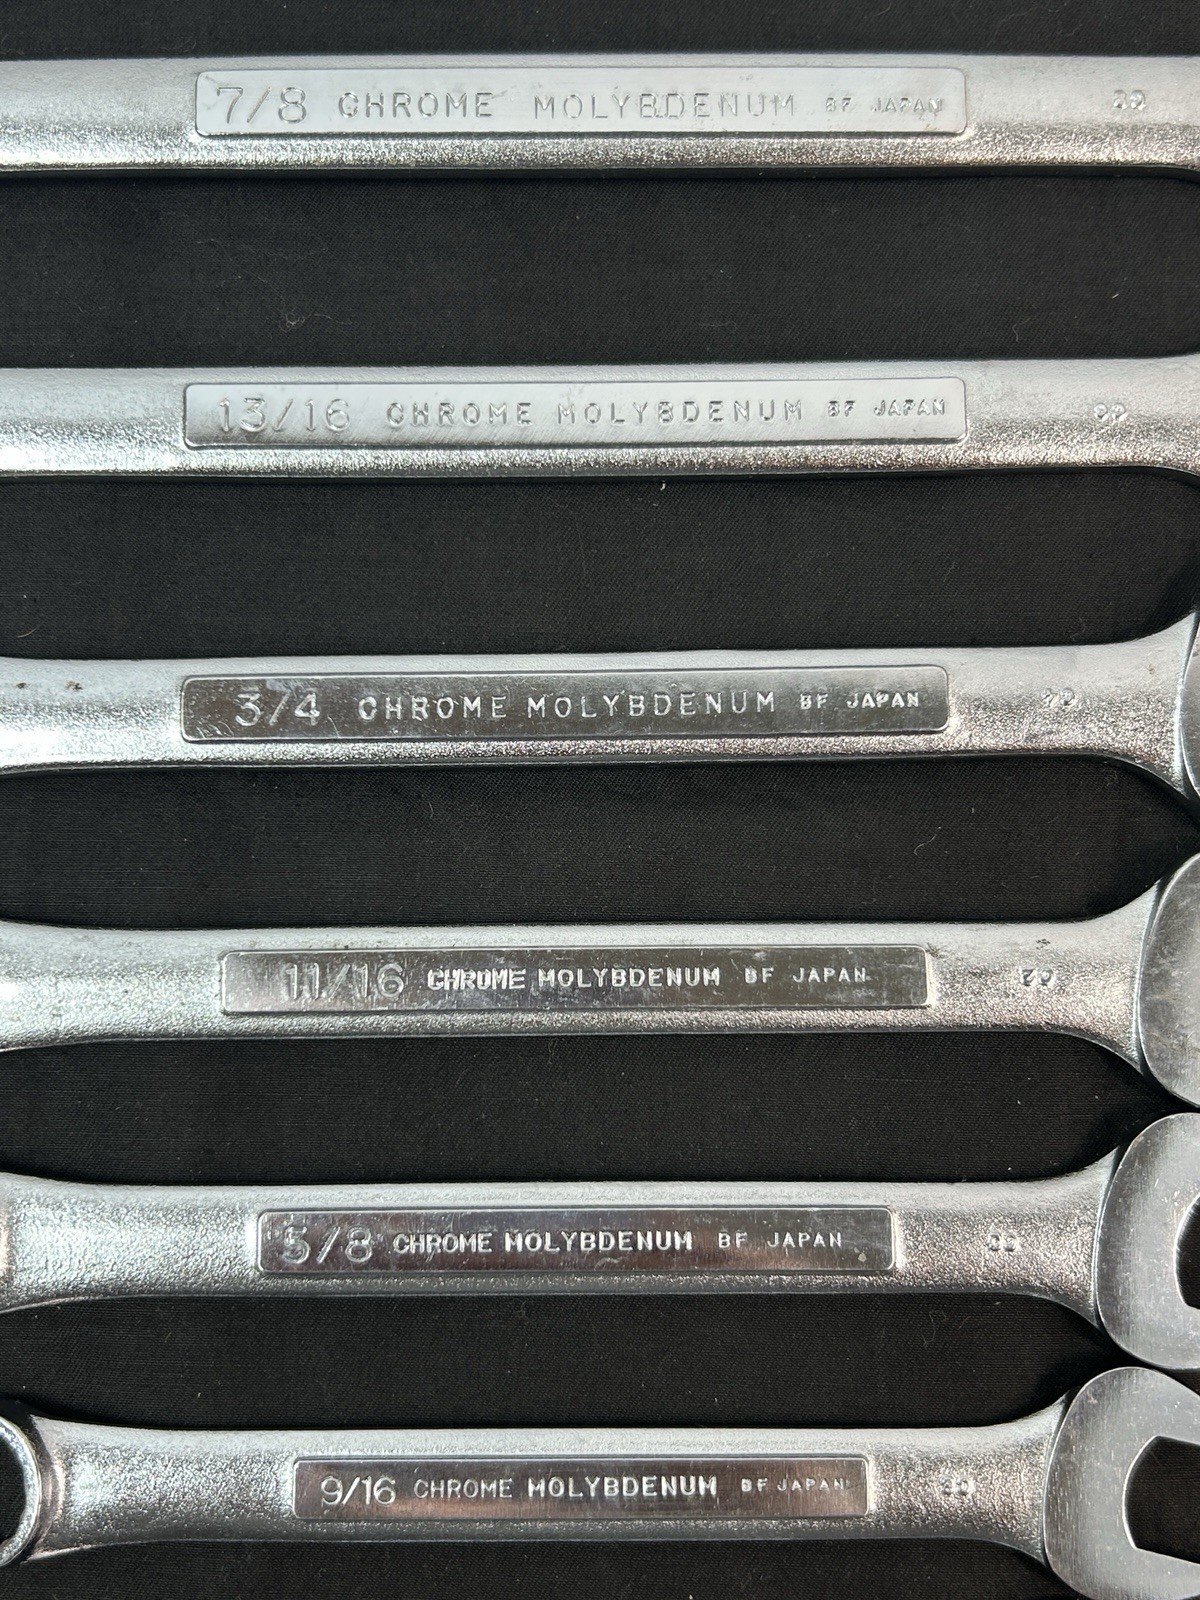 7/8 CHROME MOLYBDENUM BF JAPAN
13/16 CHROME MOLYBDENUM BF JAPAN
3/4 CHROME MOLYBDENUM BF JAPAN
11/16 CHROME MOLYBDENUM BF JAPAN
5/8 CHROME MOLYBDENUM BF JAPAN
9/16 CHROME MOLYBDENUM BF JAPAN